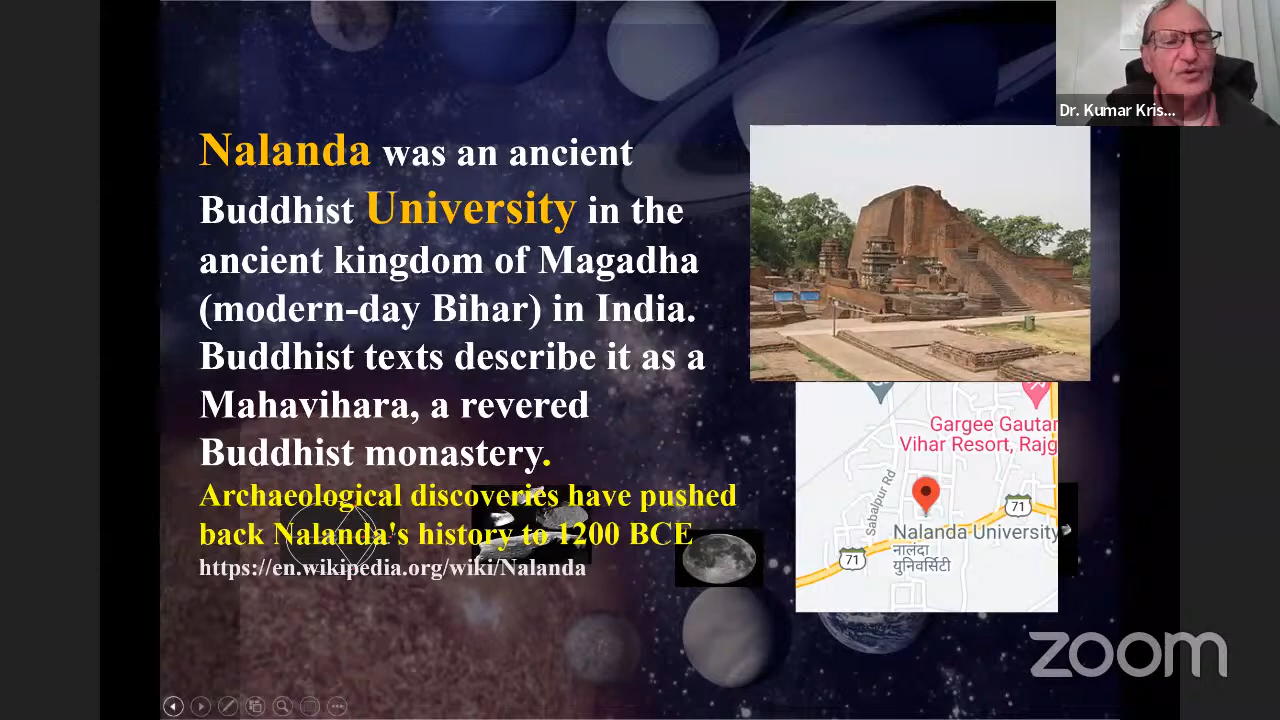 Dr. Kumar Kris...
Nalanda was an ancient
Buddhist University in the
ancient kingdom of Magadha
(modern-day Bihar) in India.
Buddhist texts describe it as a
Mahavihara, a revered
Buddhist monastery.
Archaeological discoveries have pushed
back Nalanda's history to 1200 BCE
https://en.wikipedia.org/wiki/Nalanda
Gargee Gautar
Vihar Resort, Rajg
Sabalpur Rd
71
Nalanda University
नालंदा
युनिवर्सिटी
71
zoom